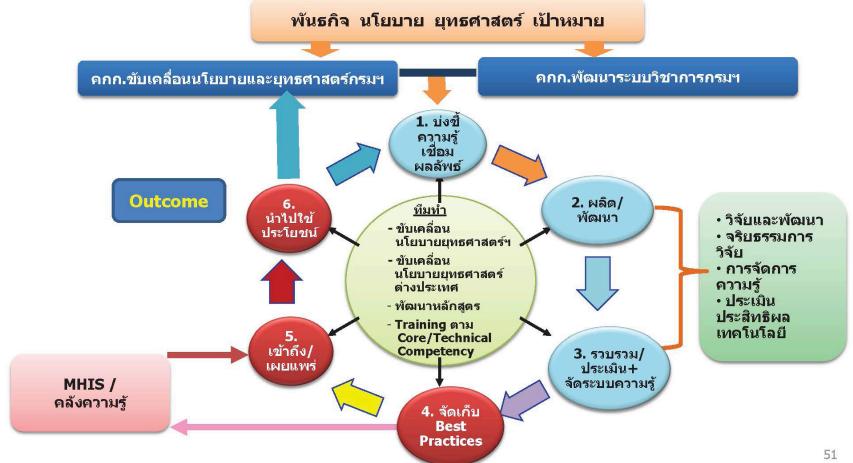 พันธกิจ นโยบาย ยุทธศาสตร์ เป้าหมาย
คกก.ขับเคลื่อนนโยบายและยุทธศาสตร์กรมฯ
คกก.พัฒนาระบบวิชาการกรมฯ
1. บ่งชี้
ความรู้
เชื่อม
ผลลัพธ์
Outcome
6.
นำไปใช้
ประโยชน์
ทีมทำ
- ขับเคลื่อน
นโยบายยุทธศาสตร์ฯ
- ขับเคลื่อน
นโยบายยุทธศาสตร์
ต่างประเทศ
- พัฒนาหลักสูตร
- Training ตาม
Core/Technical
Competency
2. ผลิต/
พัฒนา
• วิจัยและพัฒนา
• จริยธรรมการ
วิจัย
• การจัดการ
ความรู้
• ประเมิน
ประสิทธิผล
เทคโนโลยี
5.
เข้าถึง/
เผยแพร่
3. รวบรวม/
ประเมิน+
จัดระบบความรู้
MHIS /
คลังความรู้
4. จัดเก็บ
Best
Practices
51